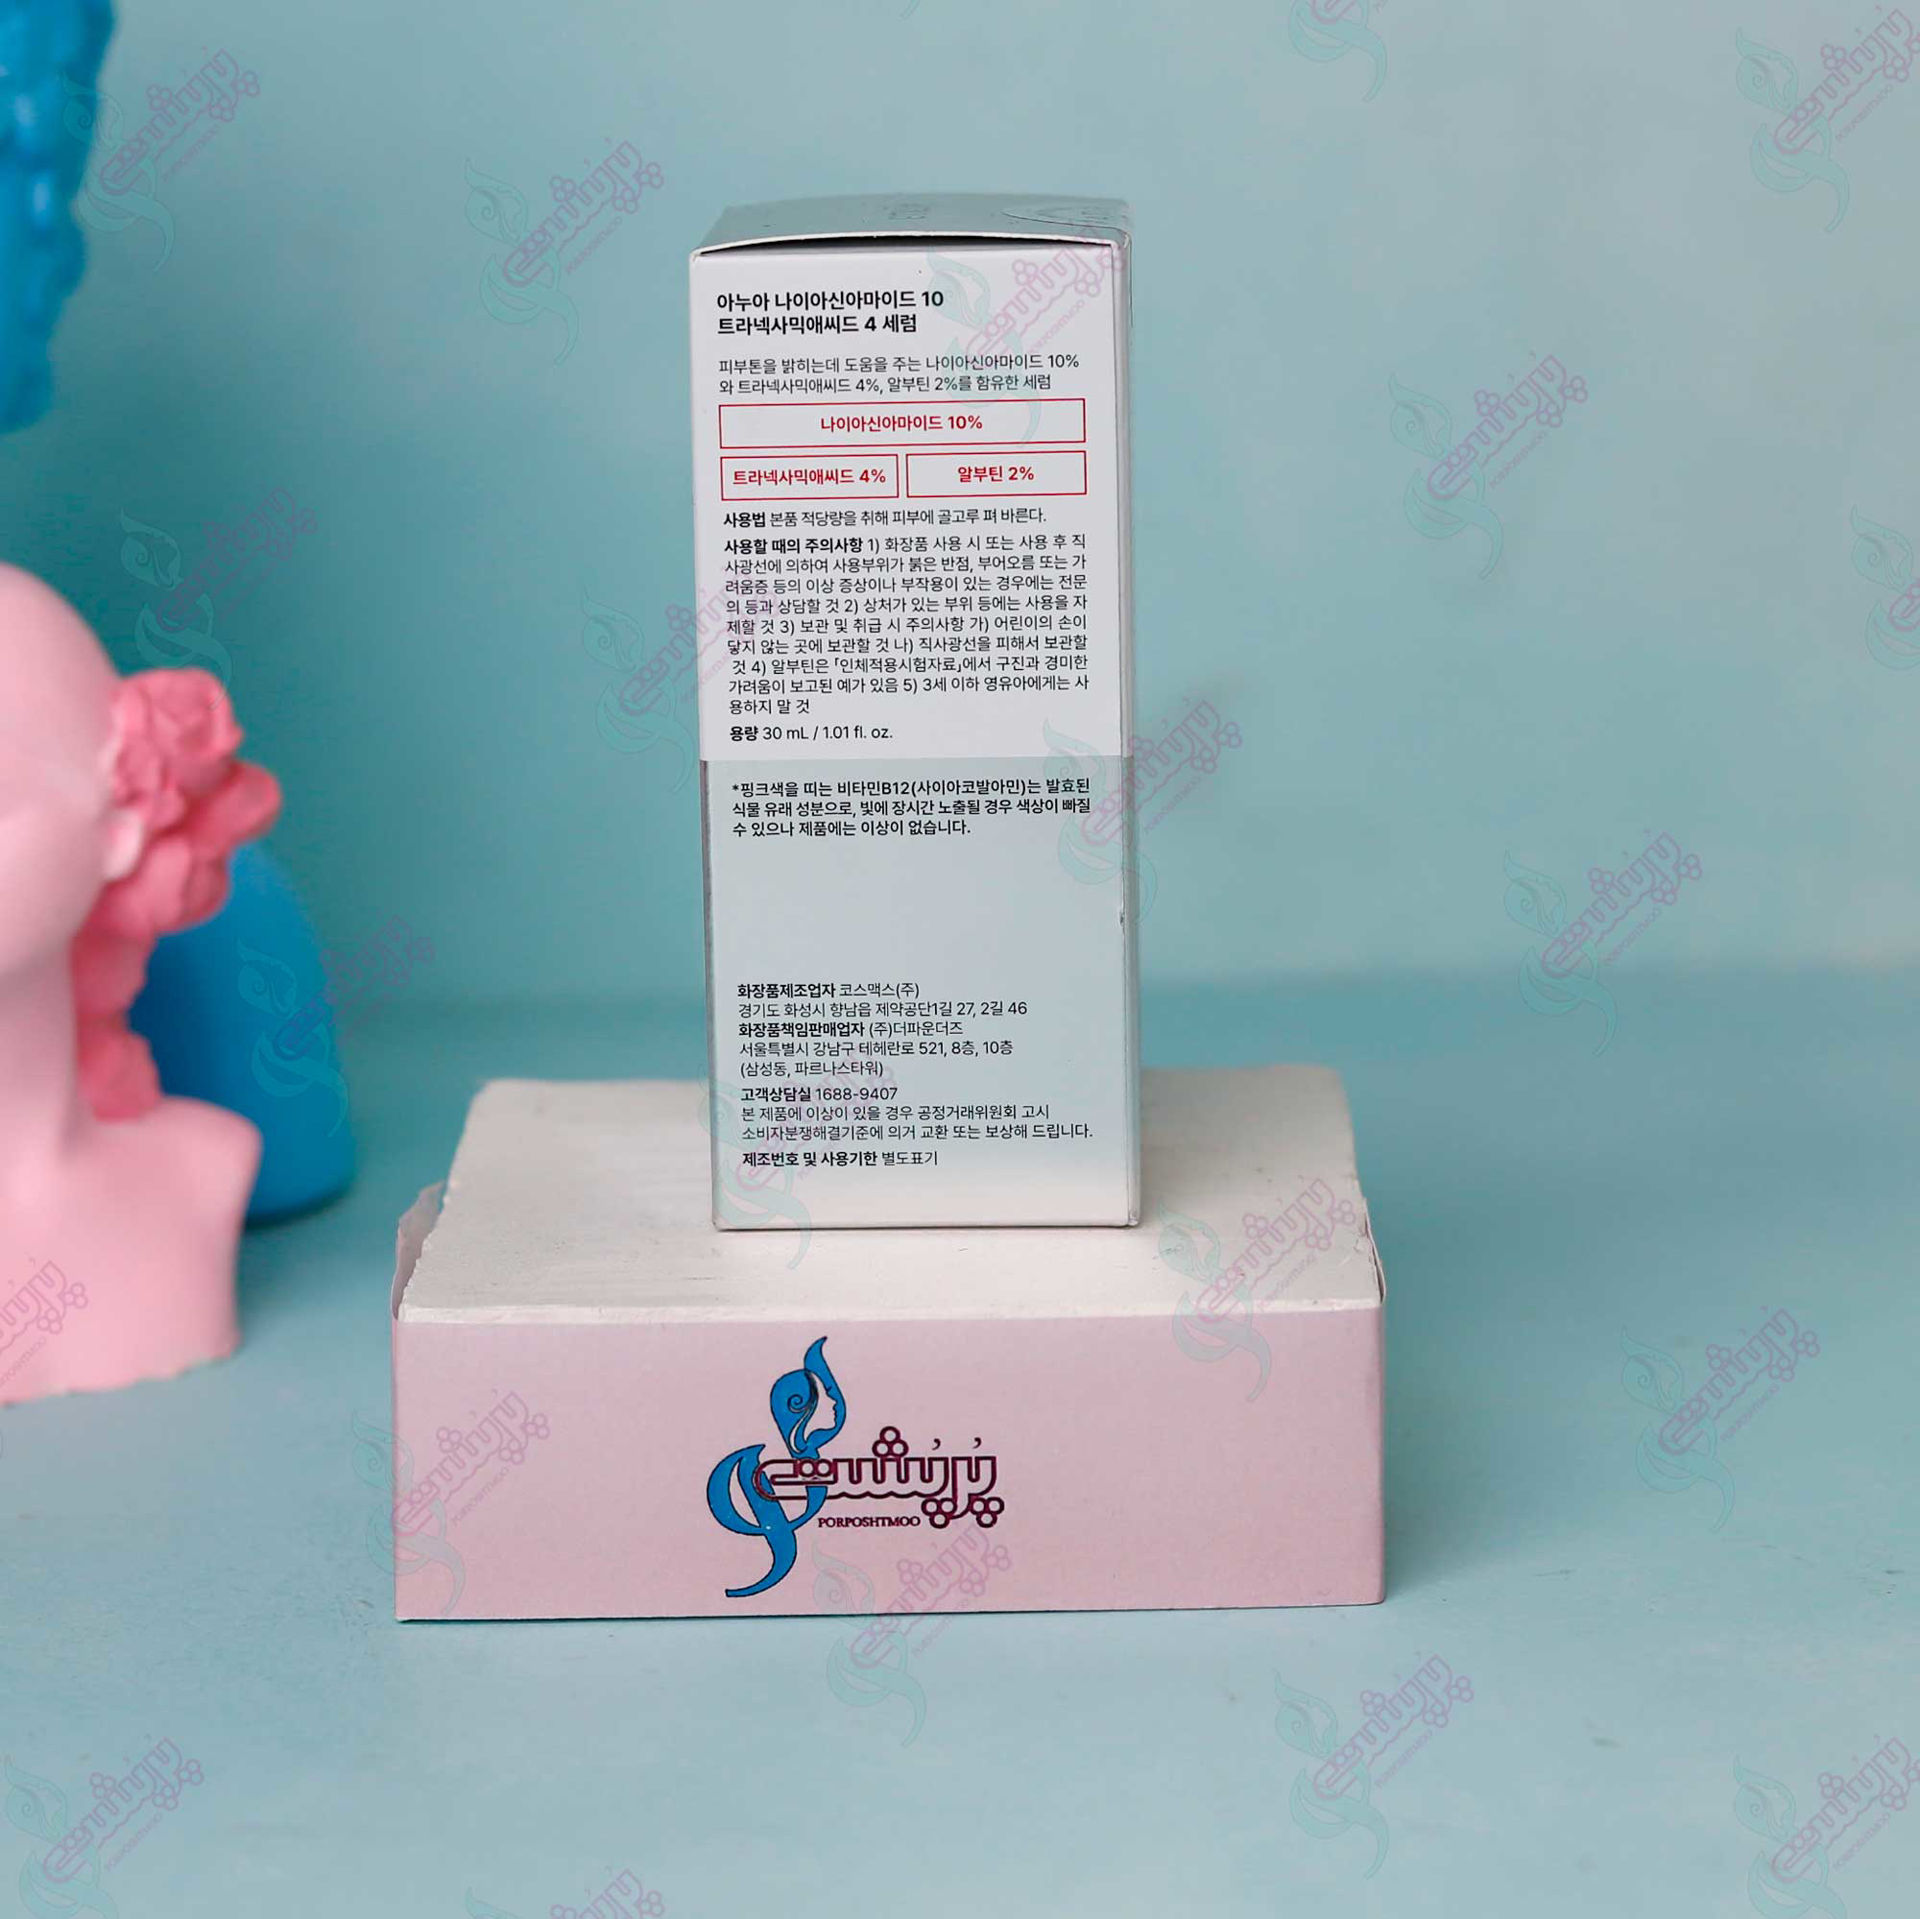 아누아 나이아신아마이드 10
트라넥사믹애씨드 4 세럼
피부톤을 밝히는데 도움을 주는 나이아신아마이드 10%
와 트라넥사믹애씨드 4%, 알부틴 2%를 함유한 세럼
나이아신아마이드 10%
트라넥사믹애씨드 4%
알부틴 2%
사용법 본품 적당량을 취해 피부에 골고루 펴 바른다.
사용할 때의 주의사항 1) 화장품 사용 시 또는 사용 후 직
사광선에 의하여 사용부위가 붉은 반점, 부어오름 또는 가
려움증 등의 이상 증상이나 부작용이 있는 경우에는 전문
의 등과 상담할 것 2) 상처가 있는 부위 등에는 사용을 자
제할 것 3) 보관 및 취급 시 주의사항 가) 어린이의 손이
닿지 않는 곳에 보관할 것 나) 직사광선을 피해서 보관할
것 4) 알부틴은 「인체적용시험자료」에서 구진과 경미한
가려움이 보고된 예가 있음 5) 3세 이하 영유아에게는 사
용하지 말 것
용량 30 mL / 1.01 fl. oz.
*핑크색을 띠는 비타민B12(사이아코발아민)는 발효된
식물 유래 성분으로, 빛에 장시간 노출될 경우 색상이 빠질
수 있으나 제품에는 이상이 없습니다.
화장품제조업자 코스맥스(주)
경기도 화성시 향남읍 제약공단1길 27, 2길 46
화장품책임판매업자 (주)더파운더즈
서울특별시 강남구 테헤란로 521, 8층, 10층
(삼성동, 파르나스타워)
고객상담실 1688-9407
본 제품에 이상이 있을 경우 공정거래위원회 고시
소비자분쟁해결기준에 의거 교환 또는 보상해 드립니다.
제조번호 및 사용기한 별도표기
پُرپُشت
PORPOSHTMOO